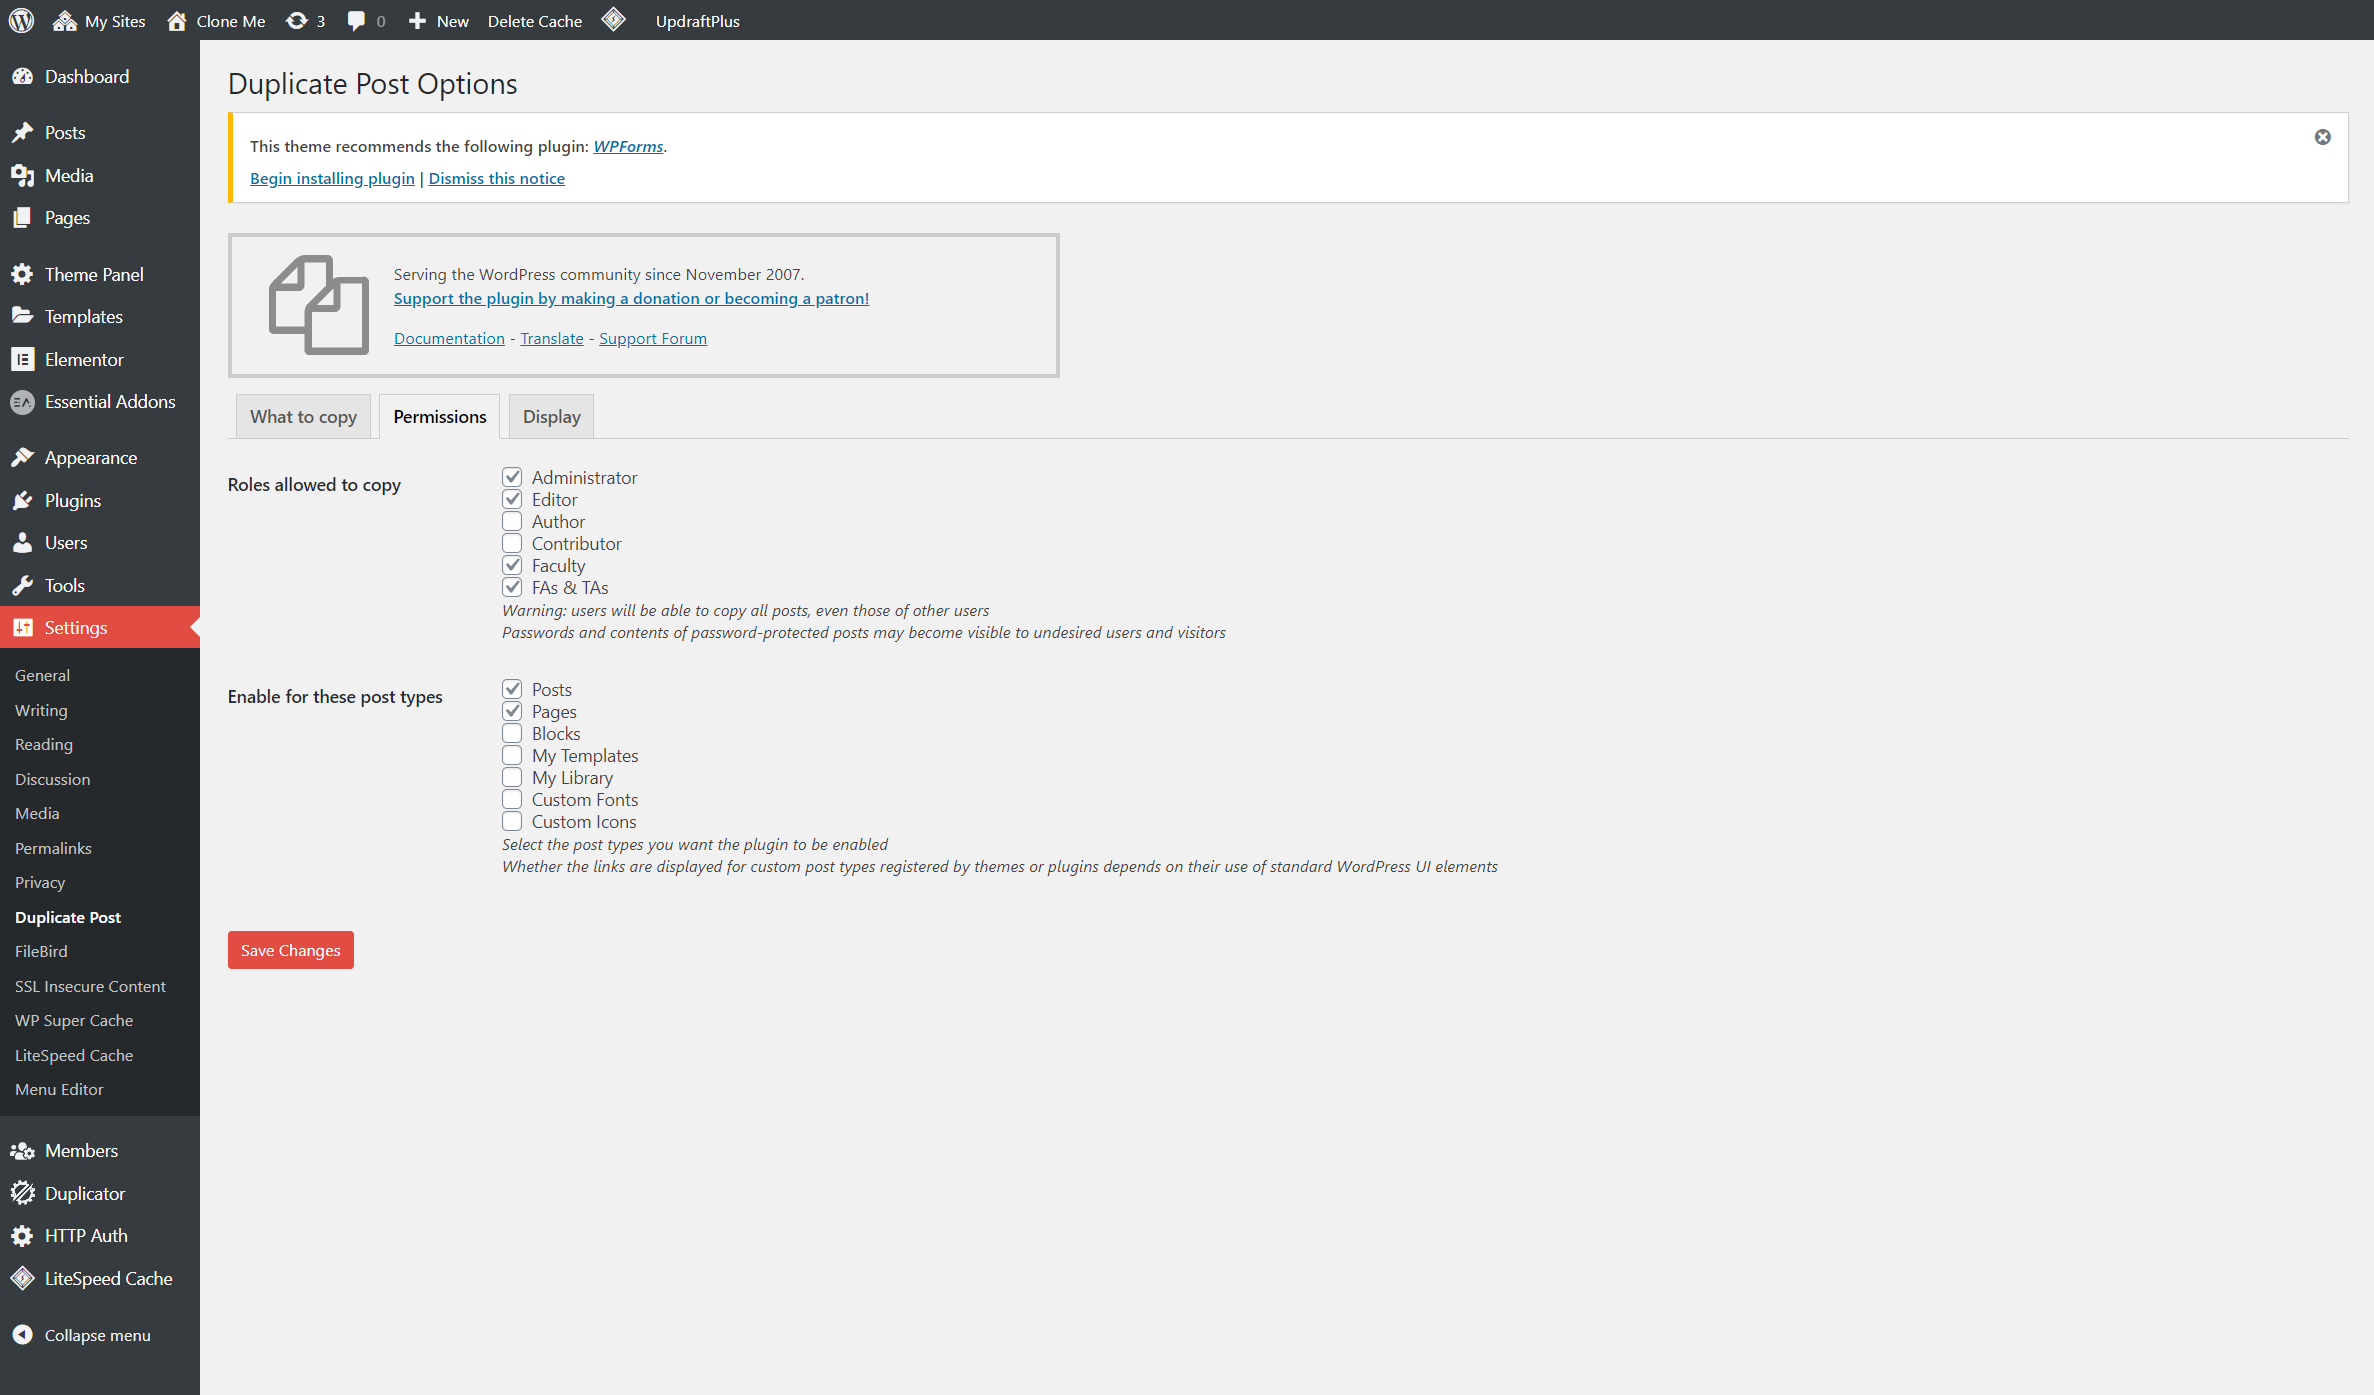 My Sites Clone Me 3 0 New Delete Cache UpdraftPlus
Dashboard
Posts
Media
Pages
Theme Panel
Templates
Elementor
Essential Addons
Appearance
Plugins
Users
Tools
Settings
General
Writing
Reading
Discussion
Media
Permalinks
Privacy
Duplicate Post
FileBird
SSL Insecure Content
WP Super Cache
LiteSpeed Cache
Menu Editor
Members
Duplicator
HTTP Auth
LiteSpeed Cache
Collapse menu
Duplicate Post Options
This theme recommends the following plugin: WPForms.
Begin installing plugin | Dismiss this notice
Serving the WordPress community since November 2007.
Support the plugin by making a donation or becoming a patron!
Documentation - Translate - Support Forum
What to copy Permissions Display
Roles allowed to copy
Administrator
Editor
Author
Contributor
Faculty
FAs & TAs
Warning: users will be able to copy all posts, even those of other users
Passwords and contents of password-protected posts may become visible to undesired users and visitors
Enable for these post types
Posts
Pages
Blocks
My Templates
My Library
Custom Fonts
Custom Icons
Select the post types you want the plugin to be enabled
Whether the links are displayed for custom post types registered by themes or plugins depends on their use of standard WordPress UI elements
Save Changes